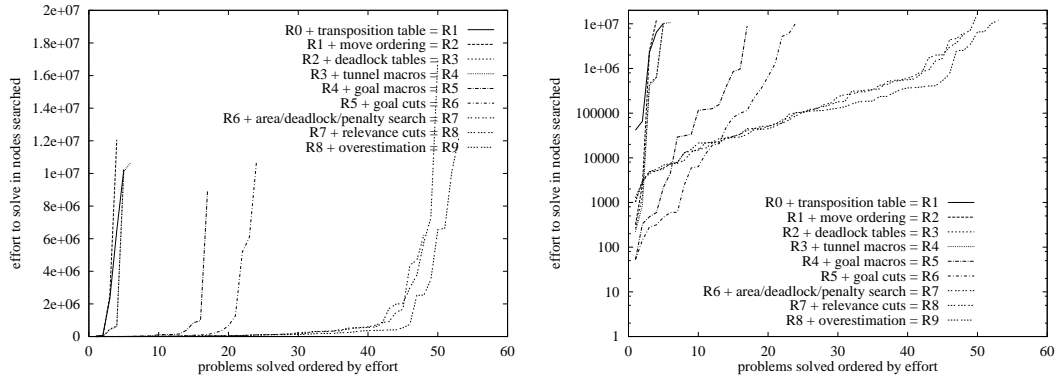 2e+07
1.8e+07
1.6e+07
1.4e+07
1.2e+07
1e+07
8e+06
6e+06
4e+06
2e+06
0
effort to solve in nodes searched
R0 + transposition table = R1
R1 + move ordering = R2
R2 + deadlock tables = R3
R3 + tunnel macros = R4
R4 + goal macros = R5
R5 + goal cuts = R6
R6 + area/deadlock/penalty search = R7
R7 + relevance cuts = R8
R8 + overestimation = R9
0 10 20 30 40 50 60
problems solved ordered by effort
1e+07
1e+06
100000
10000
1000
100
10
1
effort to solve in nodes searched
R0 + transposition table = R1
R1 + move ordering = R2
R2 + deadlock tables = R3
R3 + tunnel macros = R4
R4 + goal macros = R5
R5 + goal cuts = R6
R6 + area/deadlock/penalty search = R7
R7 + relevance cuts = R8
R8 + overestimation = R9
0 10 20 30 40 50 60
problems solved ordered by effort